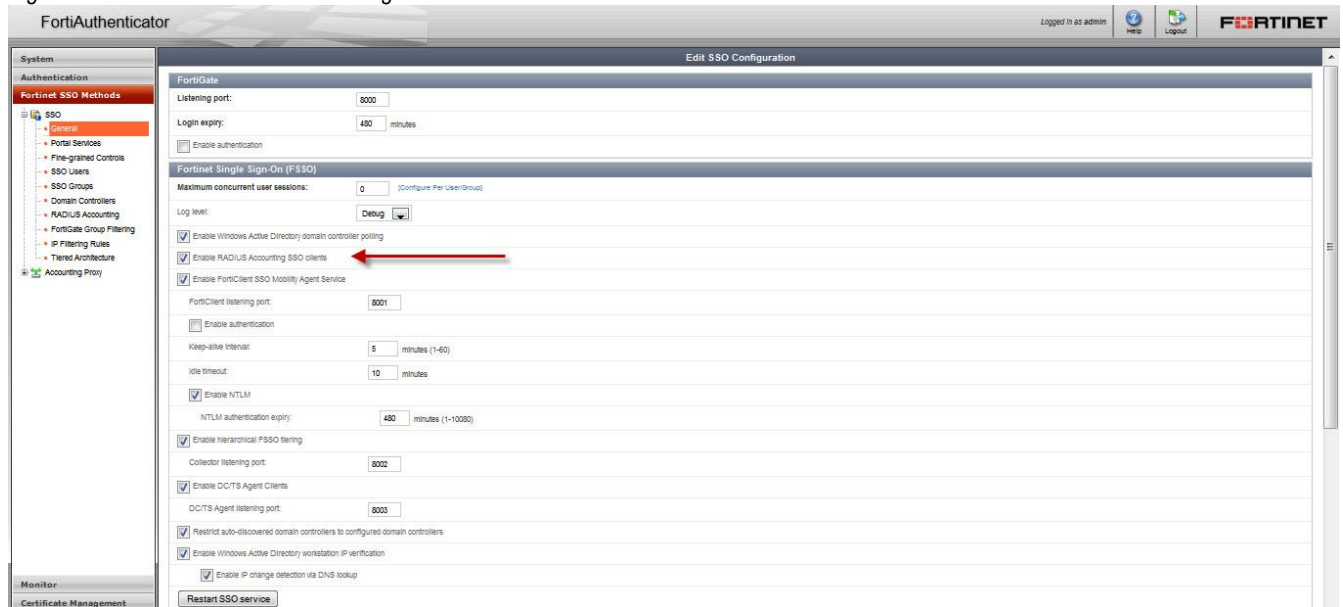 FortiAuthenticator
Logged in as admin
Help
Logout
FORTINET
System
Authentication
Fortinet SSO Methods
SSO
General
Portal Services
Fine-grained Controls
SSO Users
SSO Groups
Domain Controllers
RADIUS Accounting
FortiGate Group Filtering
IP Filtering Rules
Tiered Architecture
Accounting Proxy
Monitor
Certificate Management
Edit SSO Configuration
FortiGate
Listening port: 8000
Login expiry: 480 minutes
Enable authentication
Fortinet Single Sign-On (FSSO)
Maximum concurrent user sessions: 0 [Configure Per User/Group]
Log level: Debug
Enable Windows Active Directory domain controller polling
Enable RADIUS Accounting SSO clients
Enable FortiClient SSO Mobility Agent Service
FortiClient listening port: 8001
Enable authentication
Keep-alive interval: 5 minutes (1-60)
Idle timeout: 10 minutes
Enable NTLM
NTLM authentication expiry: 480 minutes (1-10080)
Enable hierarchical FSSO tiering
Collector listening port: 8002
Enable DC/TS Agent Clients
DC/TS Agent listening port: 8003
Restrict auto-discovered domain controllers to configured domain controllers
Enable Windows Active Directory workstation IP verification
Enable IP change detection via DNS lookup
Restart SSO service